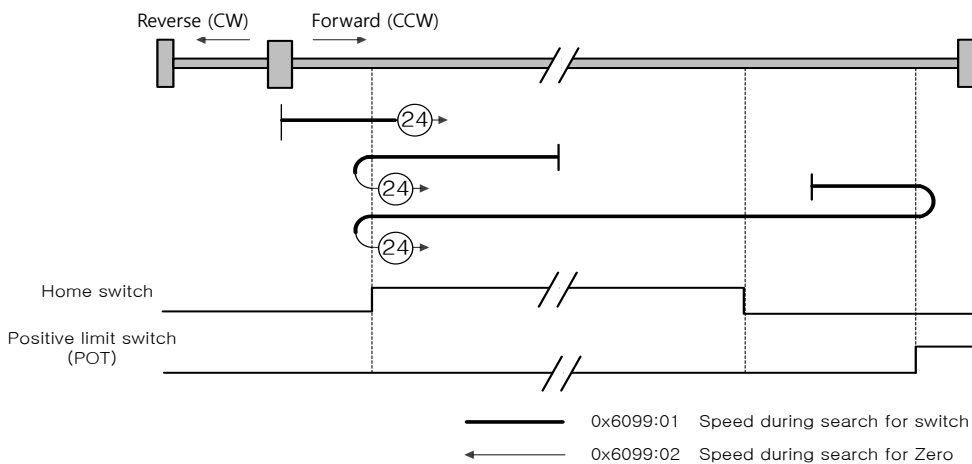 Reverse (CW) Forward (CCW)
24
24
24
Home switch
Positive limit switch
(POT)
0x6099:01 Speed during search for switch
0x6099:02 Speed during search for Zero